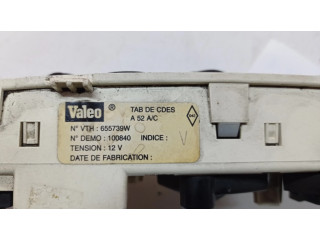 Valeo ® TAB DE CDES
A 52 A/C
N° VTH : 655739W
N° DEMO : 100840 INDICE : V
TENSION : 12 V
DATE DE FABRICATION :